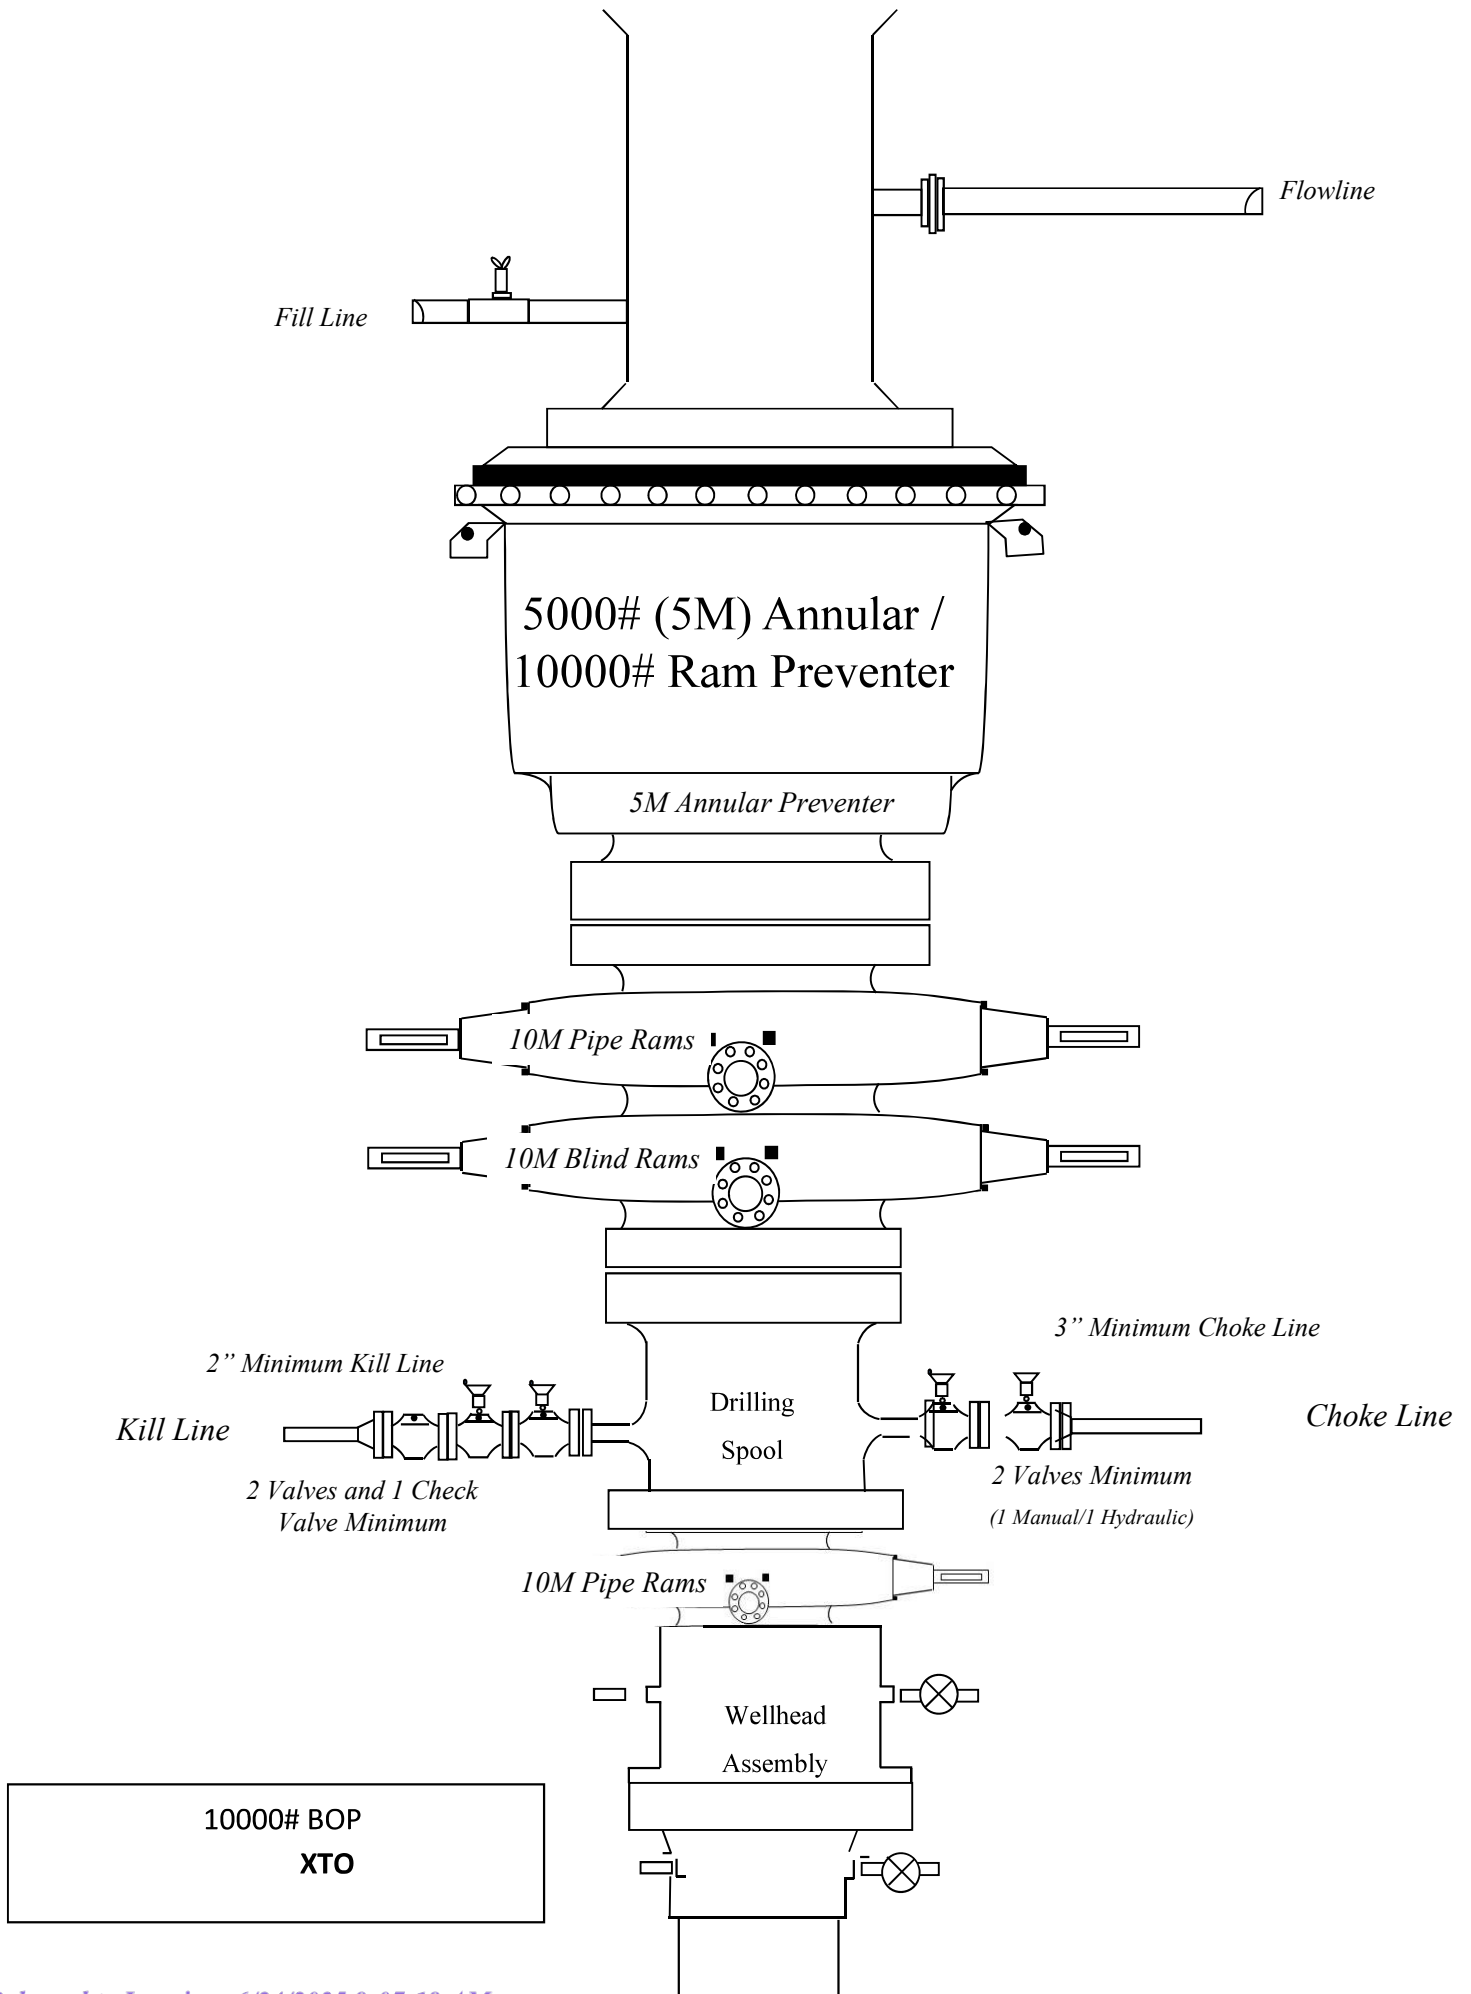 Flowline
Fill Line
5000# (5M) Annular /
10000# Ram Preventer
5M Annular Preventer
10M Pipe Rams
10M Blind Rams
3” Minimum Choke Line
2” Minimum Kill Line
Drilling
Spool
Kill Line
Choke Line
2 Valves and 1 Check
Valve Minimum
2 Valves Minimum
(1 Manual/1 Hydraulic)
10M Pipe Rams
Wellhead
Assembly
10000# BOP
XTO